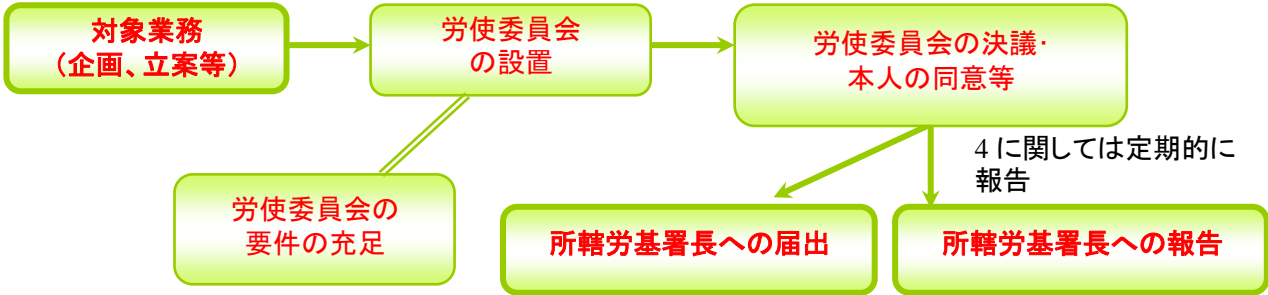 対象業務
（企画、立案等）
労使委員会
の設置
労使委員会の決議・
本人の同意等
4 に関しては定期的に
報告
労使委員会の
要件の充足
所轄労基署長への届出
所轄労基署長への報告